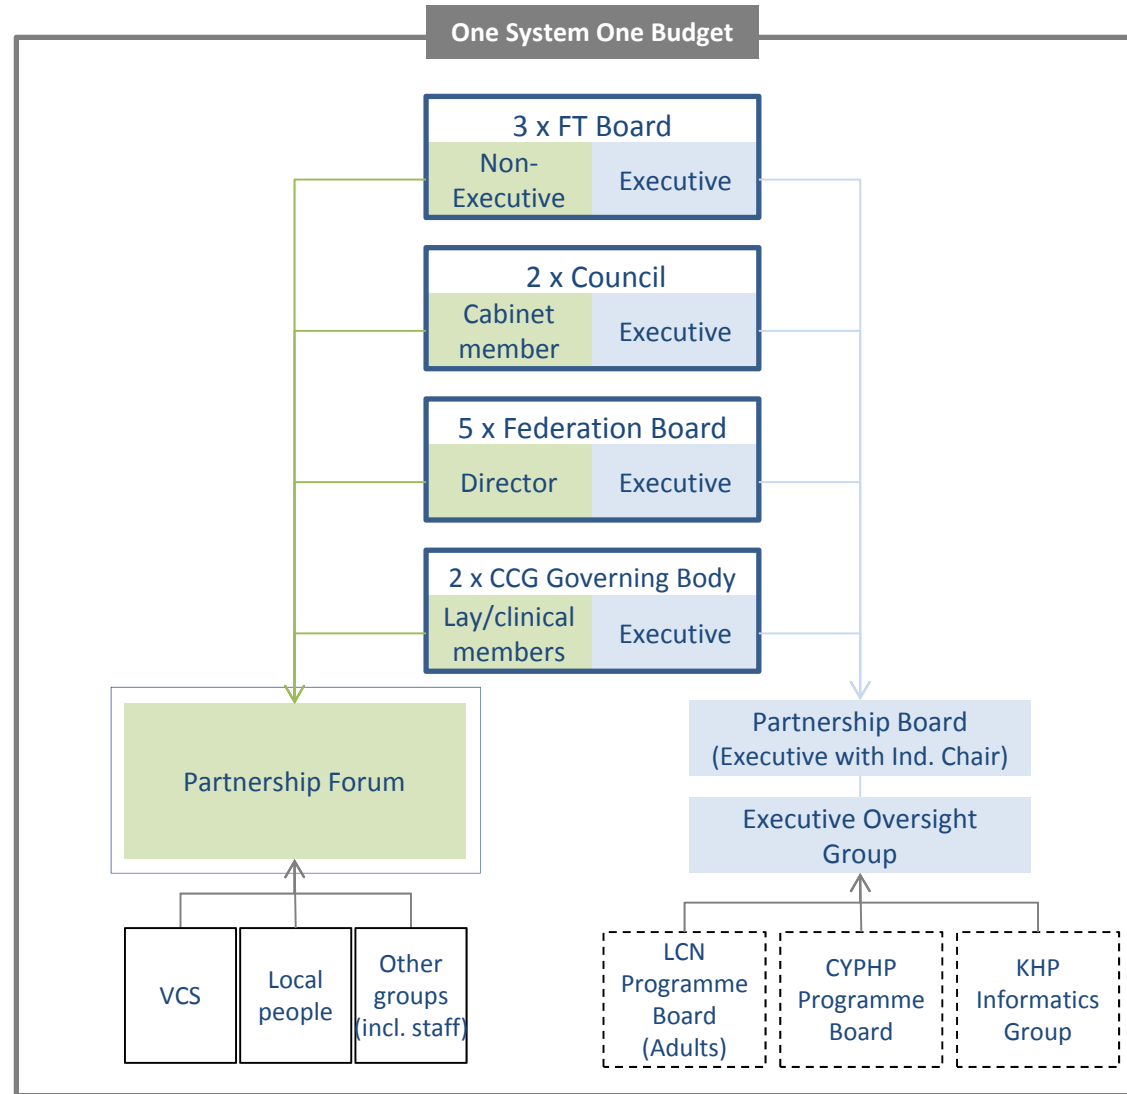 One System One Budget
3 x FT Board
Non-
Executive
Executive
2 x Council
Cabinet
member
Executive
5 x Federation Board
Director
Executive
2 x CCG Governing Body
Lay/clinical
members
Executive
Partnership Forum
Partnership Board
(Executive with Ind. Chair)
Executive Oversight
Group
VCS
Local
people
Other
groups
(incl. staff)
LCN
Programme
Board
(Adults)
CYPHP
Programme
Board
KHP
Informatics
Group